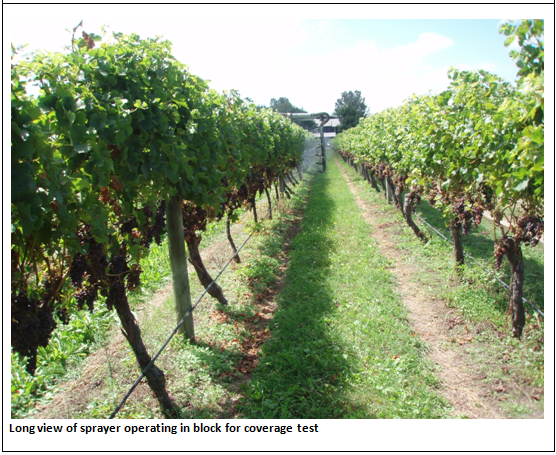 Long view of sprayer operating in block for coverage test